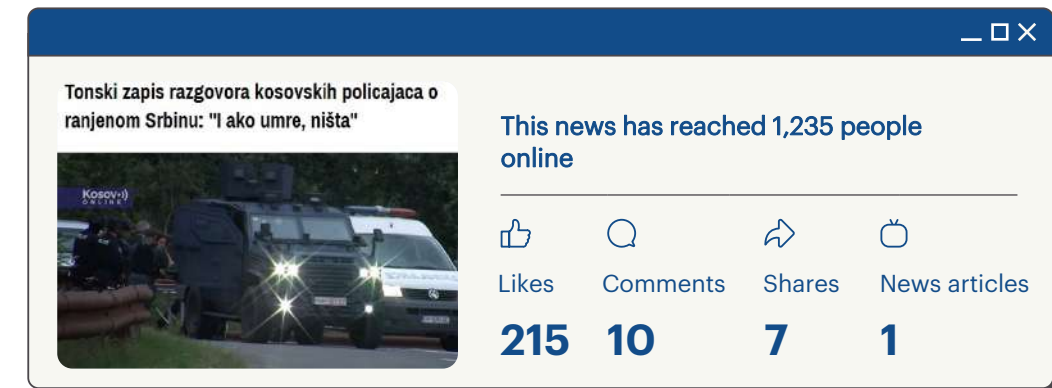 Tonski zapis razgovora kosovskih policajaca o
ranjenom Srbinu: "I ako umre, ništa"
Kosov
ONLINE
This news has reached 1,235 people
online
Likes
Comments
Shares
News articles
215
10
7
1